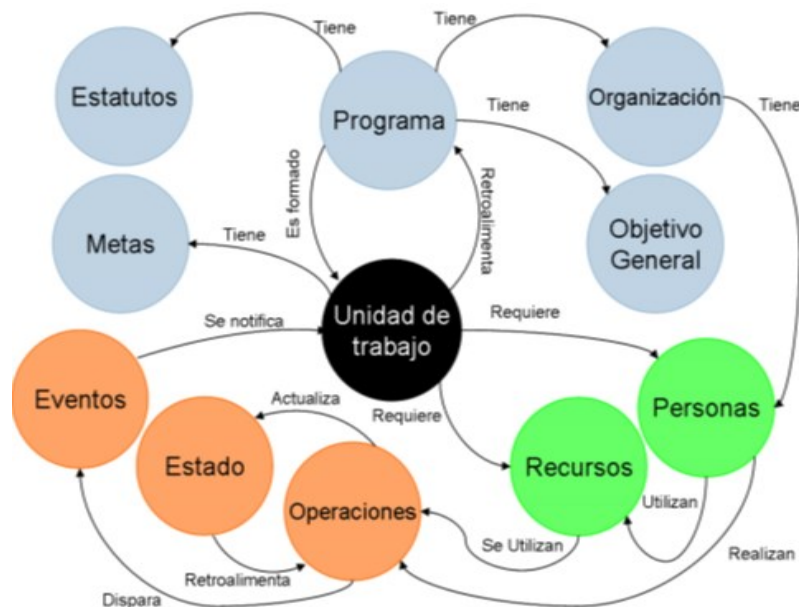 Tiene
Tiene
Estatutos
Programa
Organización
Tiene
Tiene
Es formado
Retroalimenta
Metas
Tiene
Objetivo
General
Unidad de
trabajo
Se notifica
Requiere
Eventos
Actualiza
Requiere
Personas
Estado
Recursos
Operaciones
Utilizan
Se Utilizan
Retroalimenta
Realizan
Dispara